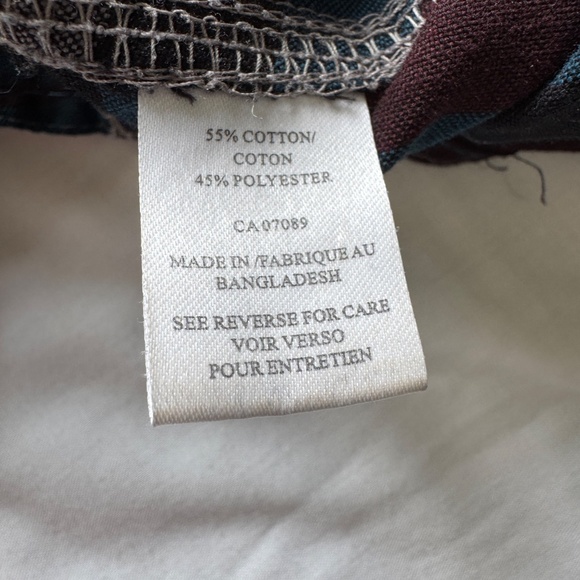 55% COTTON/
COTON
45% POLYESTER
CA 07089
MADE IN /FABRIQUE AU
BANGLADESH
SEE REVERSE FOR CARE
VOIR VERSO
POUR ENTRETIEN